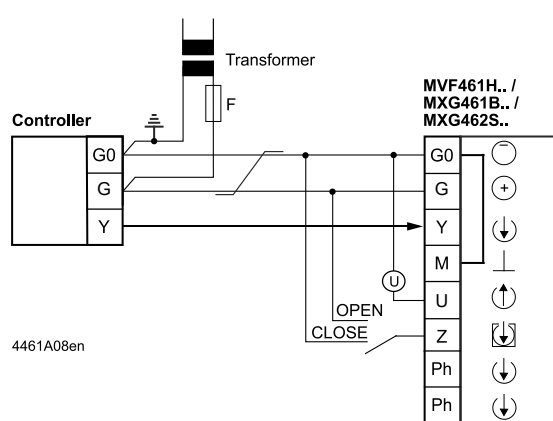 Transformer
F
MVF461H.. /
MXG461B.. /
MXG462S..
Controller
G0
G
Y
G0
G
Y
M
U
Z
Ph
Ph
U
OPEN
CLOSE
4461A08en